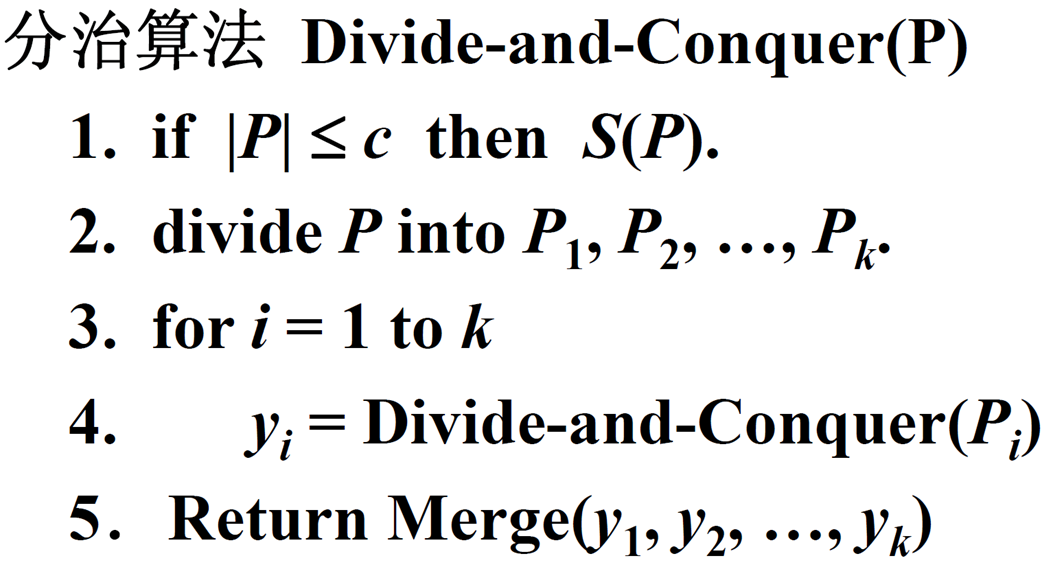 分治算法 Divide-and-Conquer(P)
1. if |P| ≤ c then S(P).
2. divide P into P₁, P₂, …, Pₖ.
3. for i = 1 to k
4. yᵢ = Divide-and-Conquer(Pᵢ)
5. Return Merge(y₁, y₂, …, yₖ)